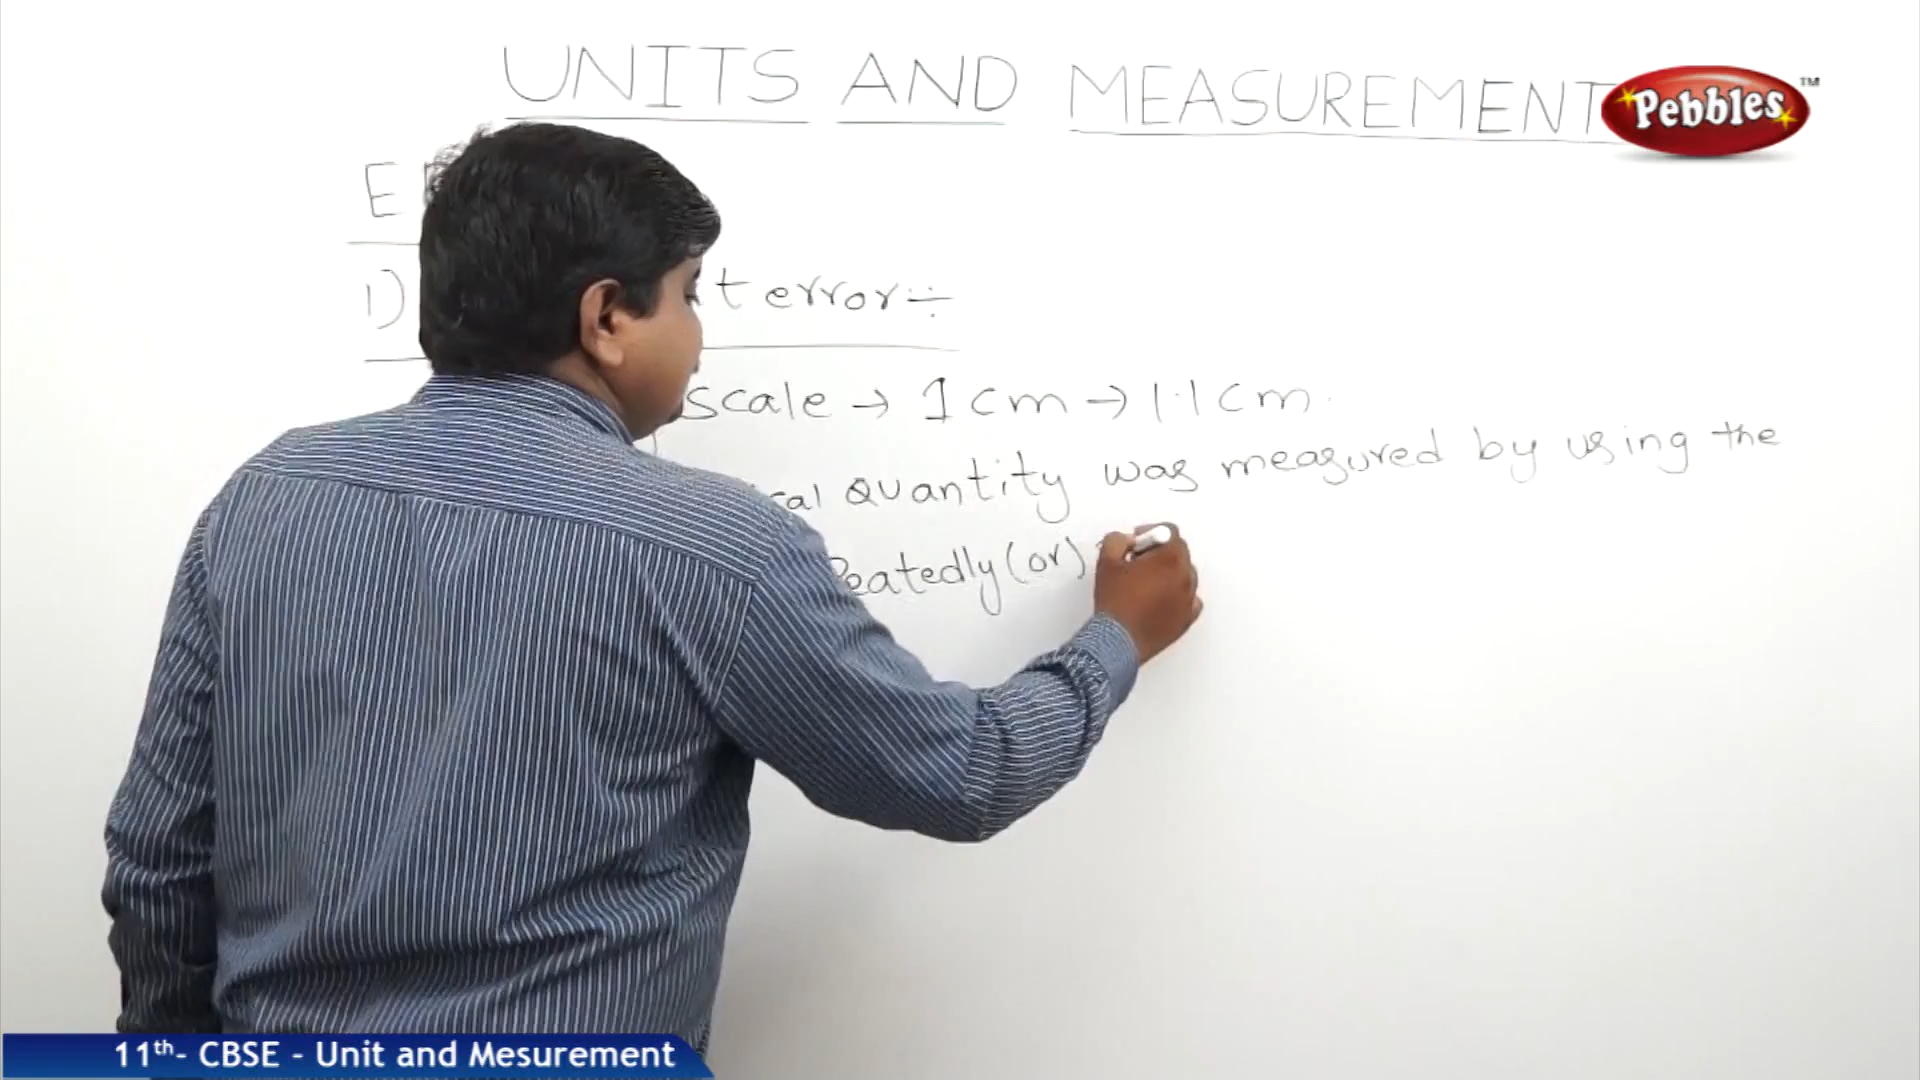 UNITS AND MEASUREMENT
Pebbles™
E
1) t error:-
scale → 1 cm → 1.1 cm.
cal Quantity was measured by using the
Peatedly (or)
11th- CBSE - Unit and Mesurement